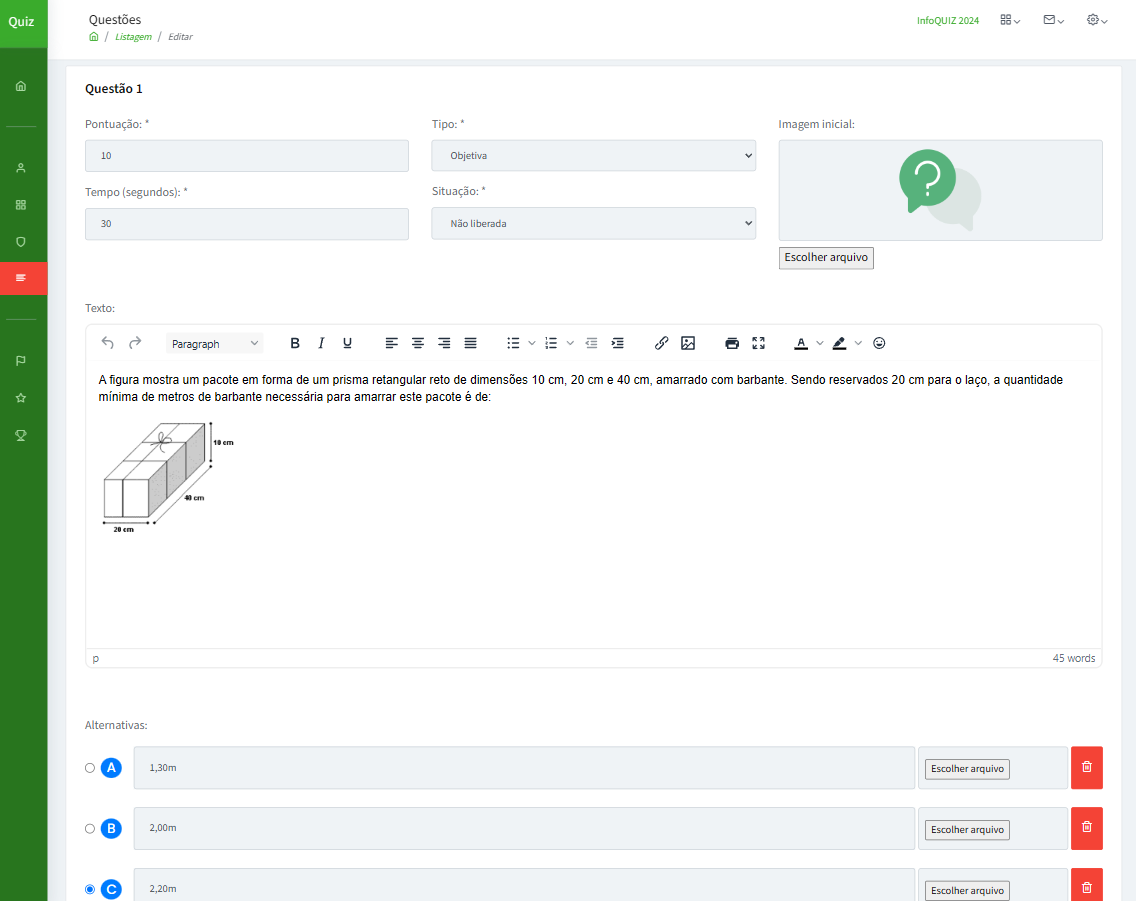 Quiz
Questões
InfoQUIZ 2024
/ Listagem / Editar
Questão 1
Pontuação: *
Tipo: *
Imagem inicial:
10
Objetiva
?
Tempo (segundos): *
Situação: *
30
Não liberada
Escolher arquivo
Texto:
Paragraph B I U A
A figura mostra um pacote em forma de um prisma retangular reto de dimensões 10 cm, 20 cm e 40 cm, amarrado com barbante. Sendo reservados 20 cm para o laço, a quantidade
mínima de metros de barbante necessária para amarrar este pacote é de:
10 cm
40 cm
20 cm
p
45 words
Alternativas:
A 1,30m Escolher arquivo
B 2,00m Escolher arquivo
C 2,20m Escolher arquivo